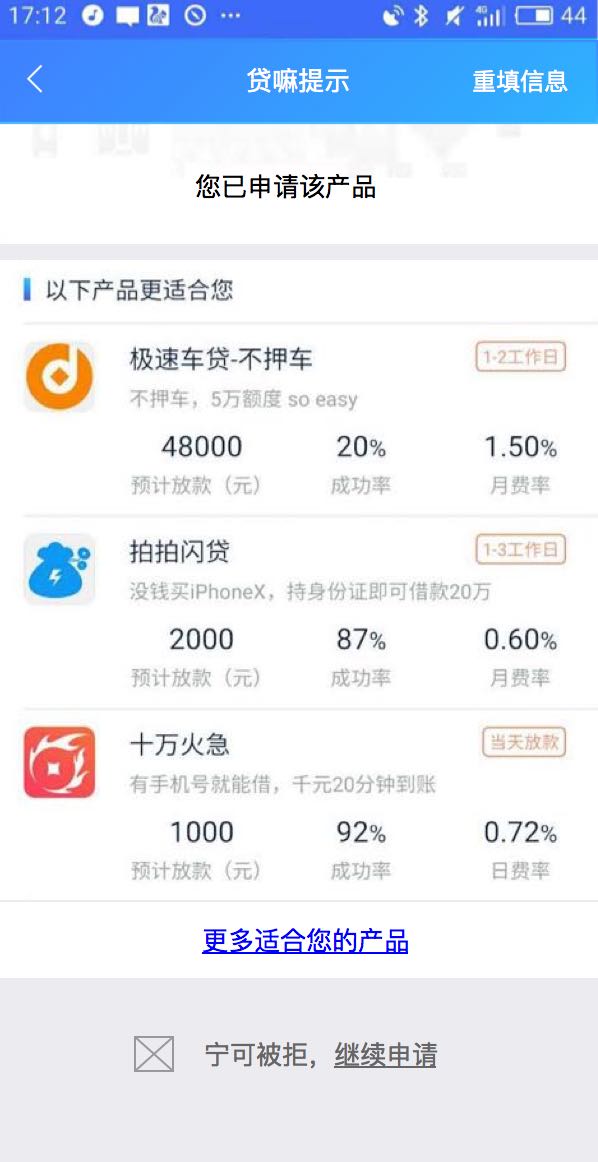 17:12
4G
44
贷嘛提示
重填信息
您已申请该产品
以下产品更适合您
极速车贷-不押车
1-2工作日
不押车，5万额度 so easy
48000 20% 1.50%
预计放款（元） 成功率 月费率
拍拍闪贷
1-3工作日
没钱买iPhoneX，持身份证即可借款20万
2000 87% 0.60%
预计放款（元） 成功率 月费率
十万火急
当天放款
有手机号就能借，千元20分钟到账
1000 92% 0.72%
预计放款（元） 成功率 日费率
更多适合您的产品
宁可被拒，继续申请